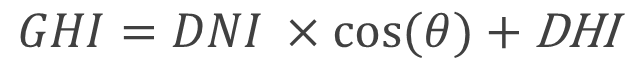 GHI = DNI × cos(θ) + DHI